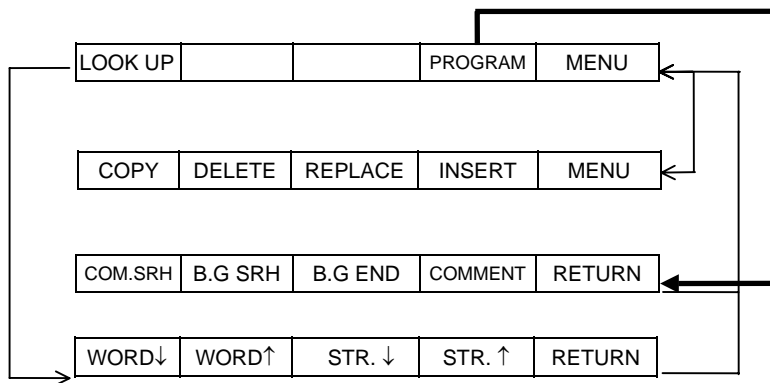 LOOK UP PROGRAM MENU
COPY DELETE REPLACE INSERT MENU
COM.SRH B.G SRH B.G END COMMENT RETURN
WORD↓ WORD↑ STR. ↓ STR. ↑ RETURN